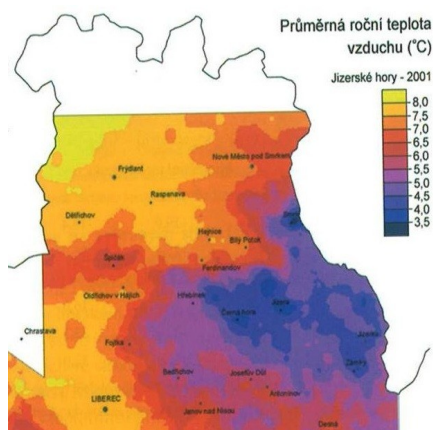 Průměrná roční teplota
vzduchu (°C)
Jizerské hory - 2001
8,0
7,5
7,0
6,5
6,0
5,5
5,0
4,5
4,0
3,5
Frýdlant
Nové Město pod Smrkem
Raspanava
Dětřichov
Smrk
Hejnice
Bílý Potok
Špičák
Ferdinandov
Oldřichov v Hájích
Hřebínek
Jizera
Černá hora
Chrastava
Fojtka
Bedřichov
Josefův Důl
Antonínov
LIBEREC
Janov nad Nisou
Desná